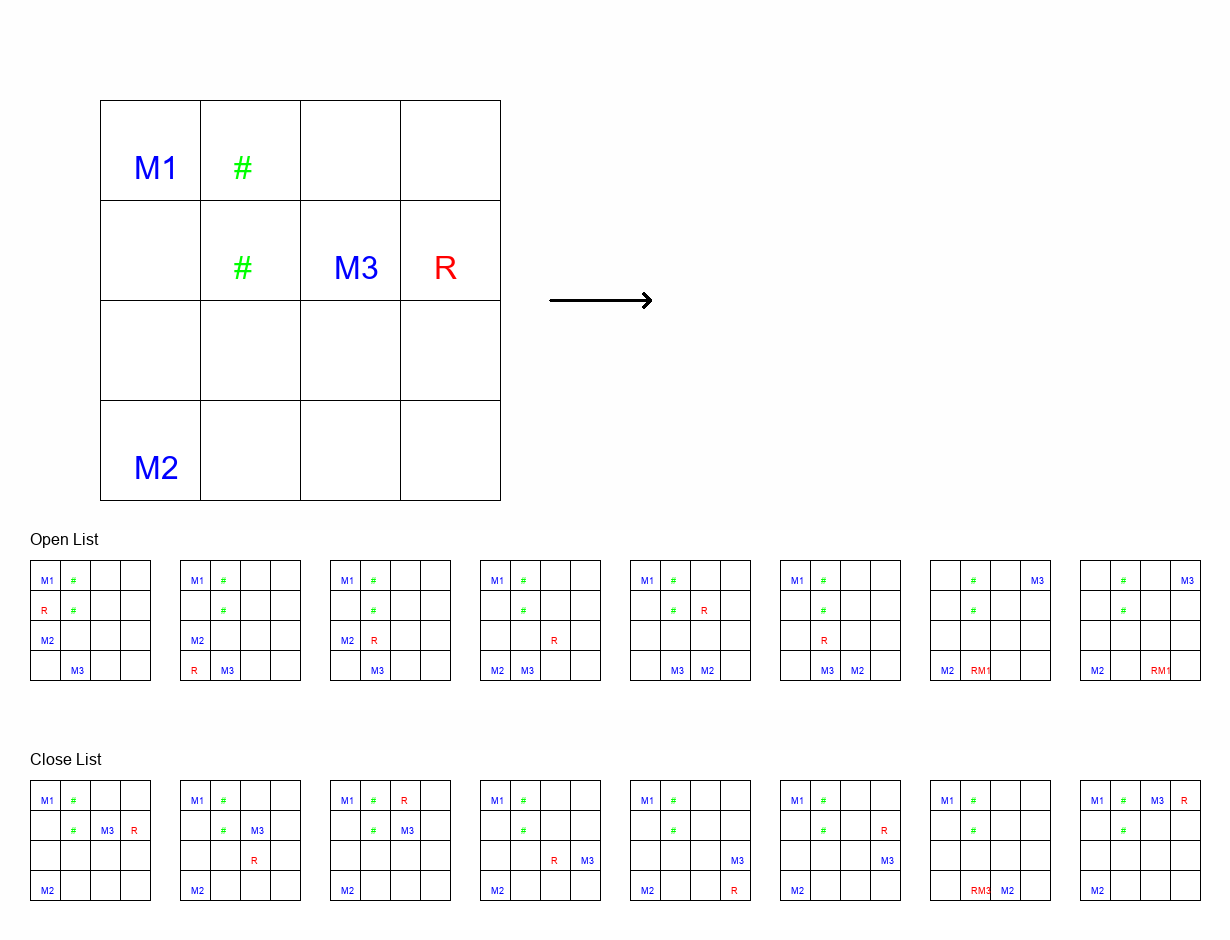 M1 #
# M3 R
M2
Open List
M1 # M1 # M1 # M1 # M1 # M1 # # M3 # M3
R # # # # # R # # #
M2 M2 M2 R R R
M3 R M3 M3 M2 M3 M3 M2 M3 M2 M2 RM1 M2 RM1
Close List
M1 # M1 # M1 # R M1 # M1 # M1 # M1 # M1 # M3 R
# M3 R # M3 # M3 # # # R # #
R R M3 M3 M3
M2 M2 M2 M2 M2 R M2 RM3 M2 M2